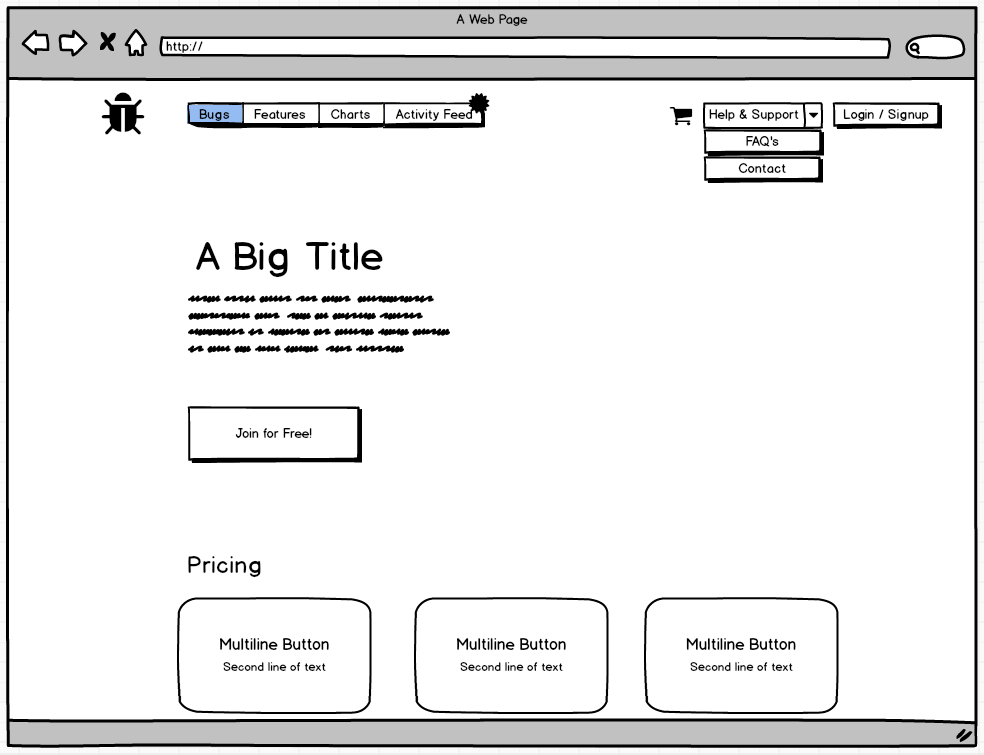 A Web Page
http://
Bugs Features Charts Activity Feed Help & Support Login / Signup
FAQ's
Contact
A Big Title
Join for Free!
Pricing
Multiline Button Multiline Button Multiline Button
Second line of text Second line of text Second line of text